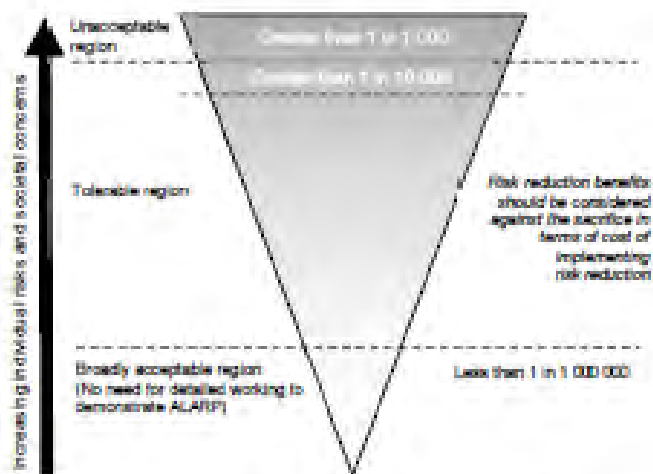 Unacceptable
region
Greater than 1 in 1 000
Greater than 1 in 10 000
Tolerable region
Risk reduction benefits
should be considered
against the sacrifice in
terms of cost of
implementing
risk reduction
Broadly acceptable region
(No need for detailed working to
demonstrate ALARP)
Less than 1 in 1 000 000
Increasing individual risks and societal concerns